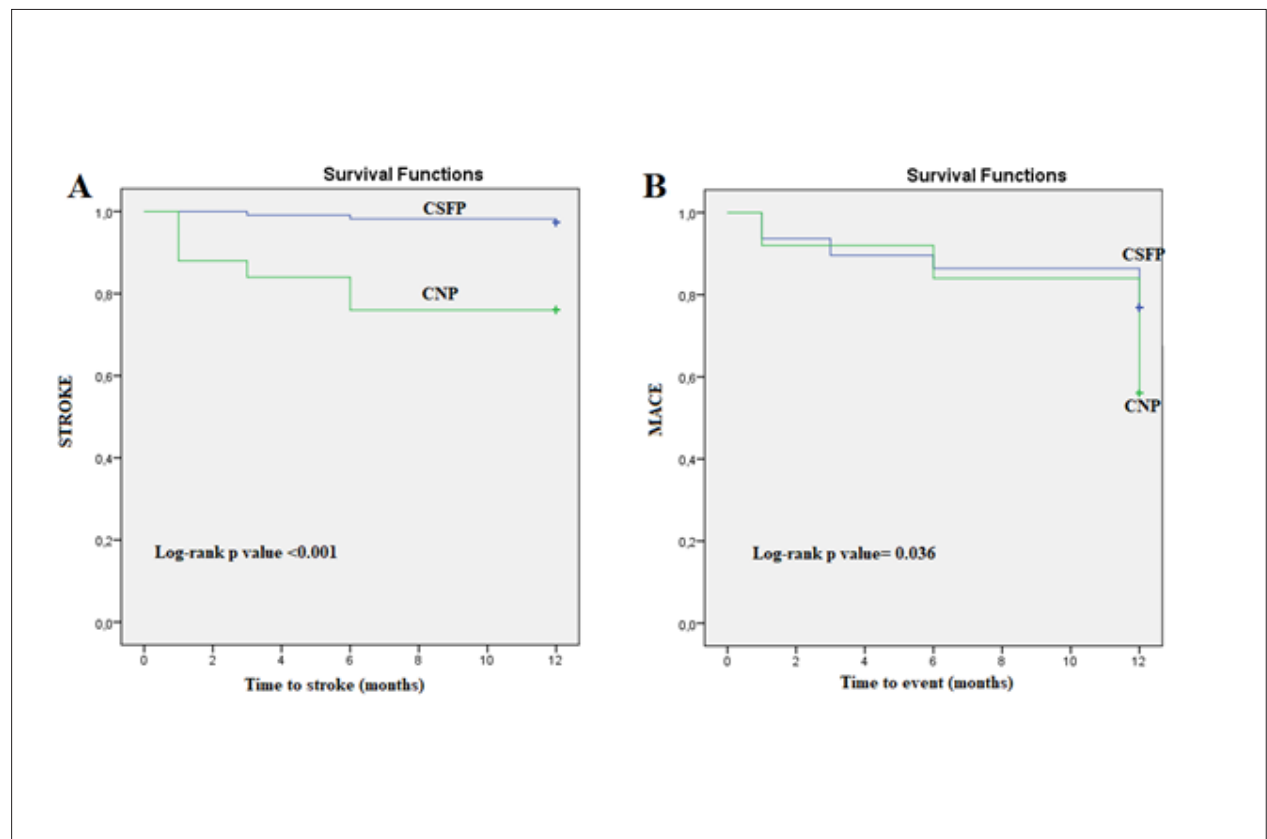 A
Survival Functions
1,0
0,8
0,6
0,4
0,2
0,0
STROKE
CSFP
CNP
Log-rank p value <0.001
0 2 4 6 8 10 12
Time to stroke (months)
B
Survival Functions
1,0
0,8
0,6
0,4
0,2
0,0
MACE
CSFP
CNP
Log-rank p value= 0.036
0 2 4 6 8 10 12
Time to event (months)